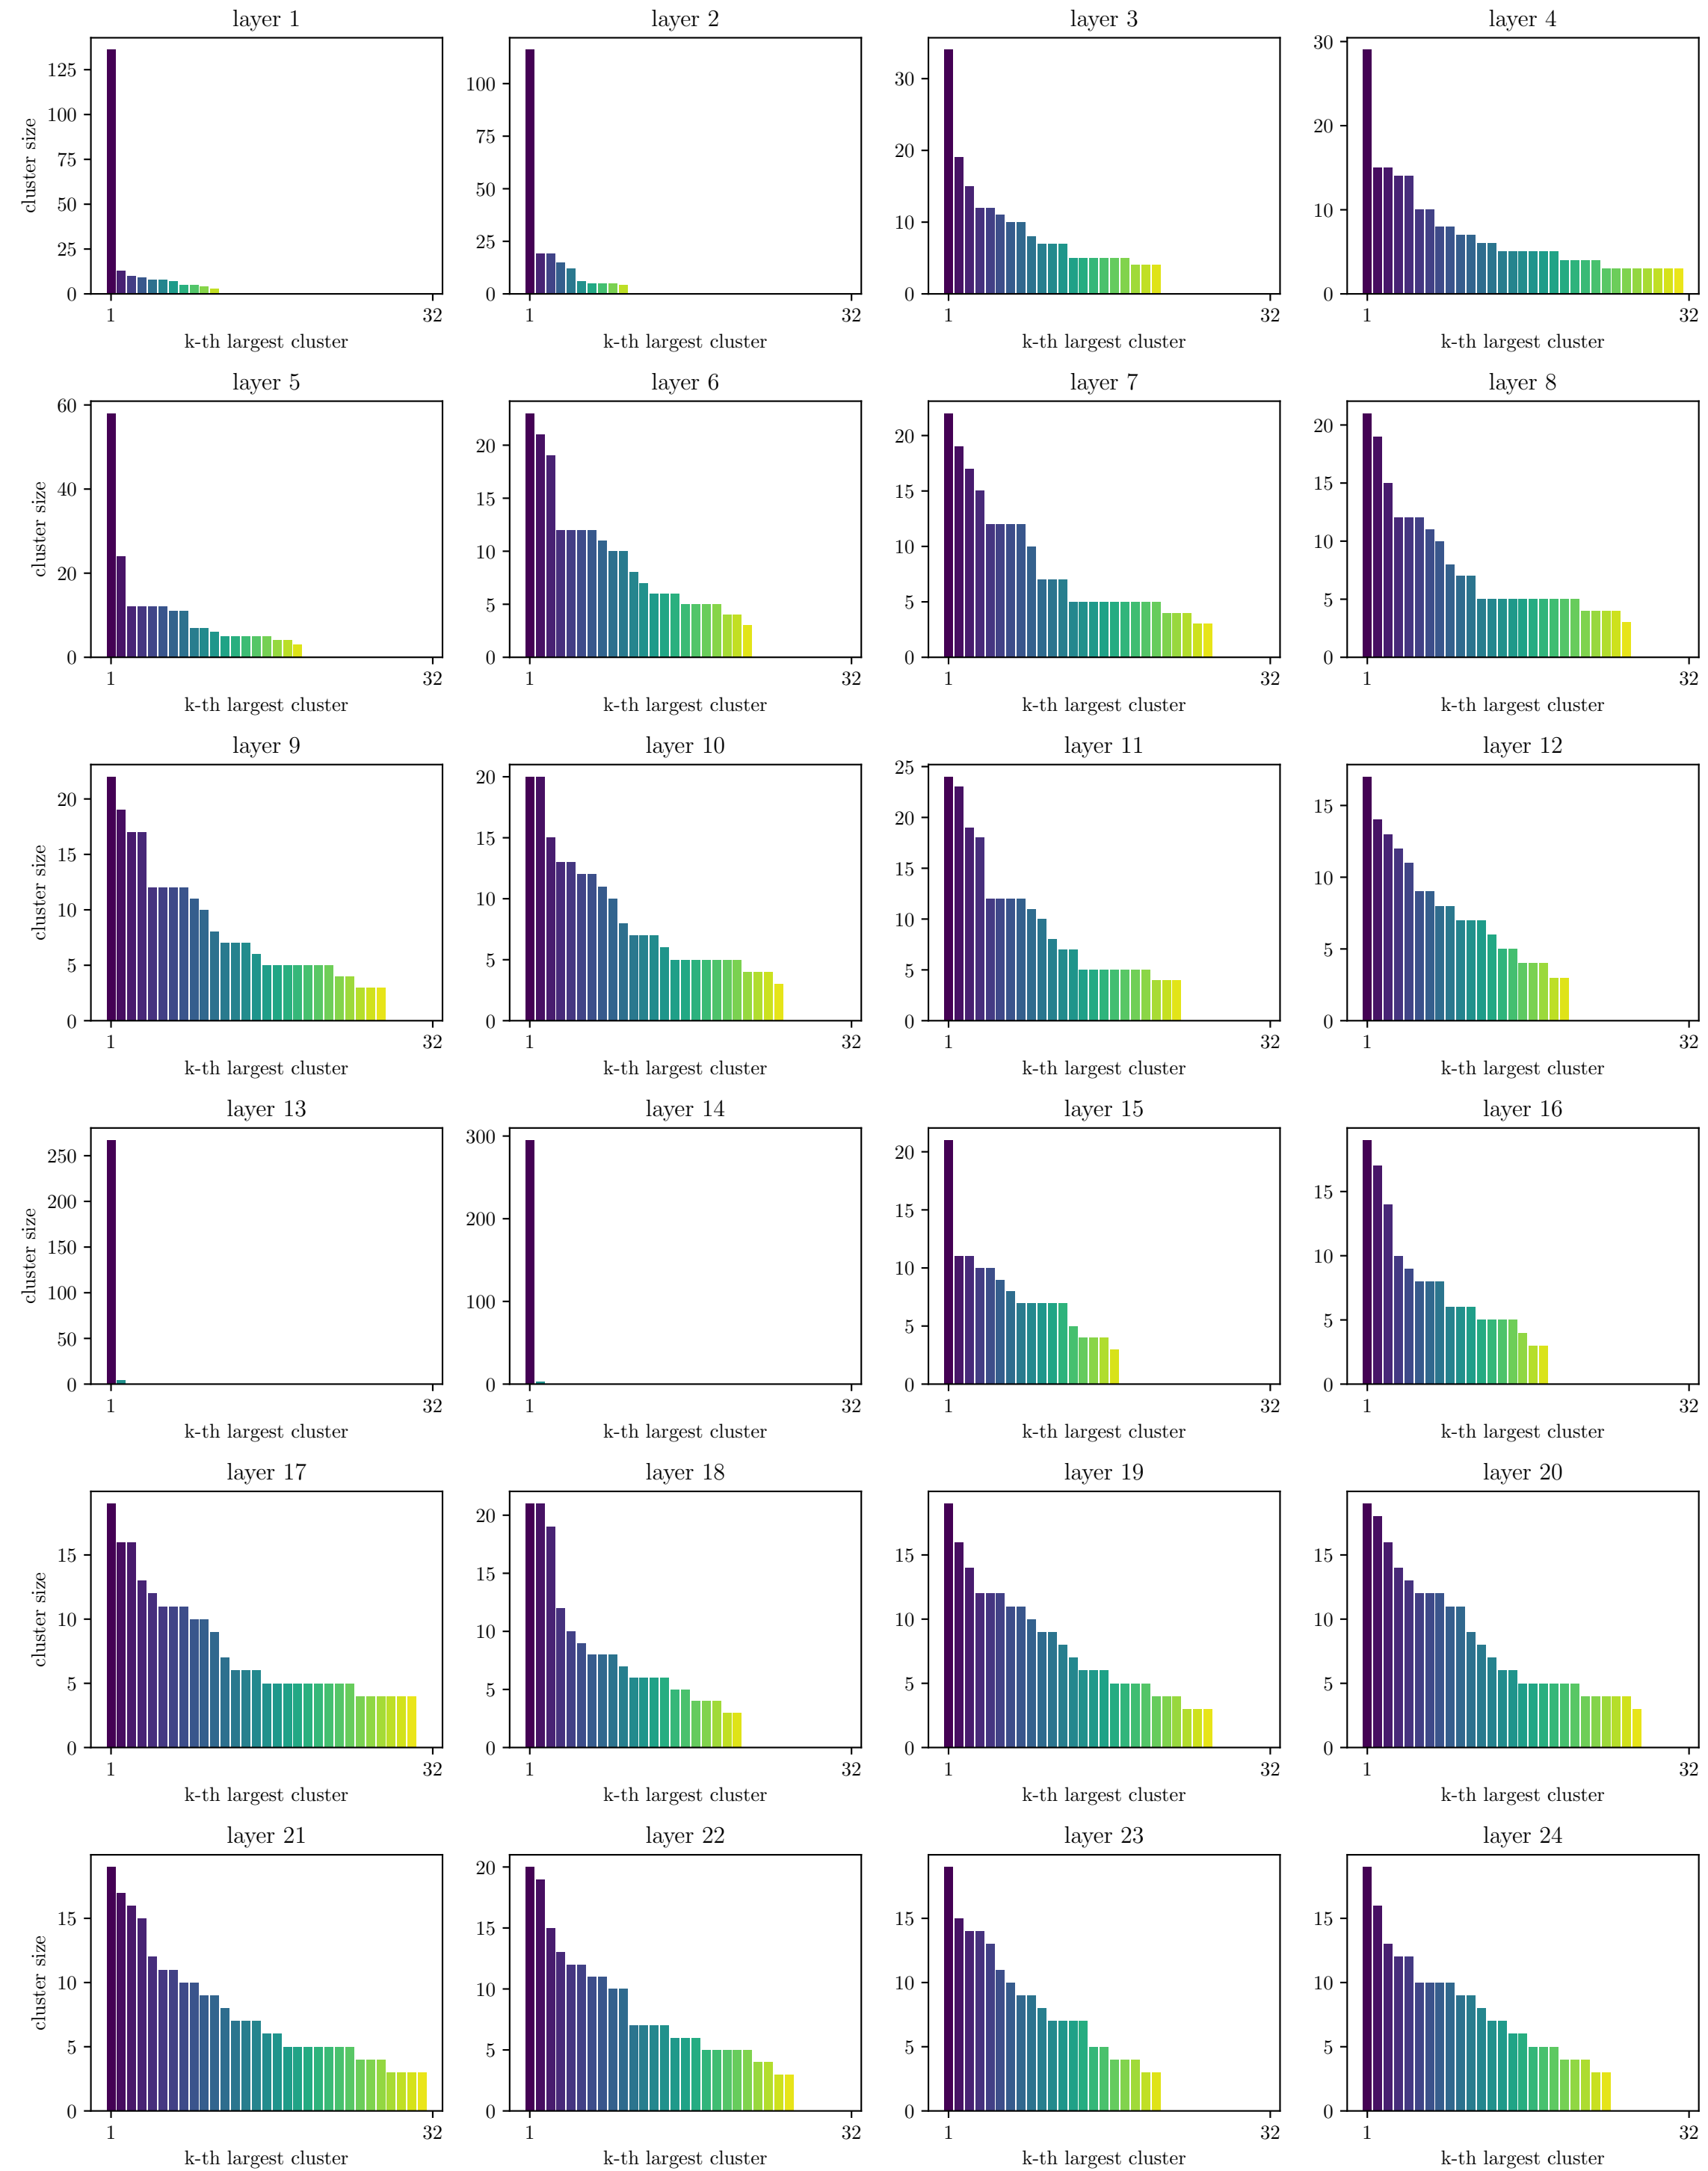 layer 1
layer 2
layer 3
layer 4
cluster size
125
100
75
50
25
0
100
75
50
25
0
30
20
10
0
30
20
10
0
1 32
1 32
1 32
1 32
k-th largest cluster
k-th largest cluster
k-th largest cluster
k-th largest cluster
layer 5
layer 6
layer 7
layer 8
cluster size
60
40
20
0
20
15
10
5
0
20
15
10
5
0
20
15
10
5
0
1 32
1 32
1 32
1 32
k-th largest cluster
k-th largest cluster
k-th largest cluster
k-th largest cluster
layer 9
layer 10
layer 11
layer 12
cluster size
20
15
10
5
0
20
15
10
5
0
25
20
15
10
5
0
15
10
5
0
1 32
1 32
1 32
1 32
k-th largest cluster
k-th largest cluster
k-th largest cluster
k-th largest cluster
layer 13
layer 14
layer 15
layer 16
cluster size
250
200
150
100
50
0
300
200
100
0
20
15
10
5
0
15
10
5
0
1 32
1 32
1 32
1 32
k-th largest cluster
k-th largest cluster
k-th largest cluster
k-th largest cluster
layer 17
layer 18
layer 19
layer 20
cluster size
15
10
5
0
20
15
10
5
0
15
10
5
0
15
10
5
0
1 32
1 32
1 32
1 32
k-th largest cluster
k-th largest cluster
k-th largest cluster
k-th largest cluster
layer 21
layer 22
layer 23
layer 24
cluster size
15
10
5
0
20
15
10
5
0
15
10
5
0
15
10
5
0
1 32
1 32
1 32
1 32
k-th largest cluster
k-th largest cluster
k-th largest cluster
k-th largest cluster